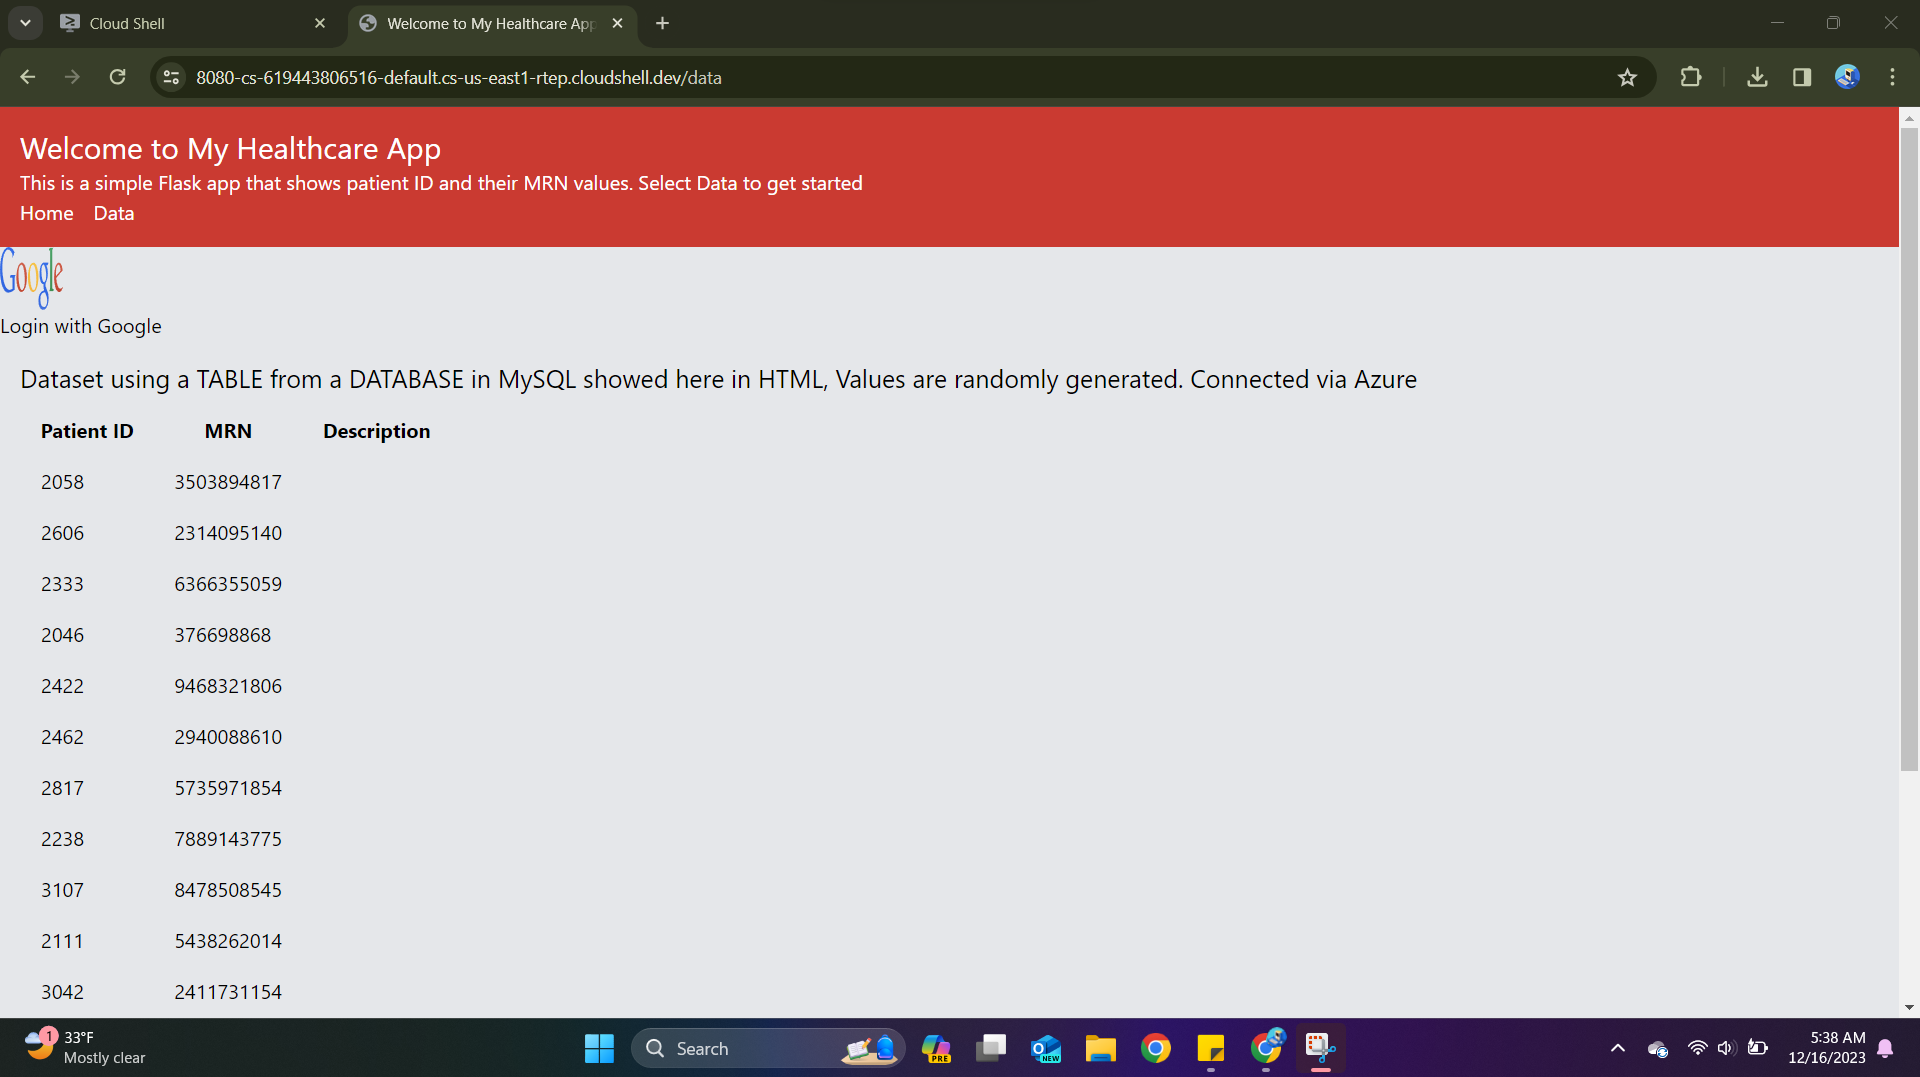 Cloud Shell
Welcome to My Healthcare App
8080-cs-619443806516-default.cs-us-east1-rtep.cloudshell.dev/data
Welcome to My Healthcare App
This is a simple Flask app that shows patient ID and their MRN values. Select Data to get started
Home Data
Google
Login with Google
Dataset using a TABLE from a DATABASE in MySQL showed here in HTML, Values are randomly generated. Connected via Azure
Patient ID MRN Description
2058 3503894817
2606 2314095140
2333 6366355059
2046 376698868
2422 9468321806
2462 2940088610
2817 5735971854
2238 7889143775
3107 8478508545
2111 5438262014
3042 2411731154
1
33°F
Mostly clear
Search
PRE
NEW
5:38 AM
12/16/2023